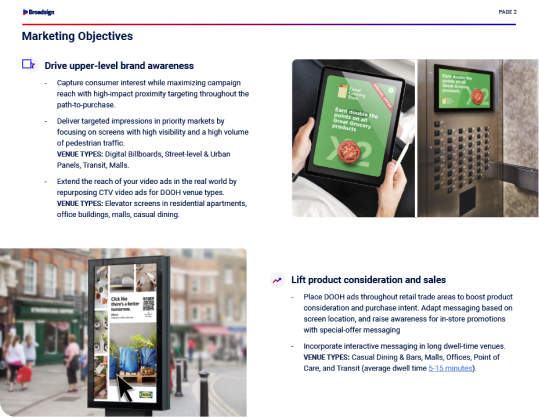 Broadsign
PAGE 2
Marketing Objectives
Drive upper-level brand awareness
- Capture consumer interest while maximizing campaign
reach with high-impact proximity targeting throughout the
path-to-purchase.
- Deliver targeted impressions in priority markets by
focusing on screens with high visibility and a high volume
of pedestrian traffic.
VENUE TYPES: Digital Billboards, Street-level & Urban
Panels, Transit, Malls.
- Extend the reach of your video ads in the real world by
repurposing CTV video ads for DOOH venue types.
VENUE TYPES: Elevator screens in residential apartments,
office buildings, malls, casual dining.
Earn double the
points on all
Great Grocery
products
X2
Earn double the
points on all
Great Grocery
products
Click like
there's a better
tomorrow.
IKEA
Lift product consideration and sales
- Place DOOH ads throughout retail trade areas to boost product
consideration and purchase intent. Adapt messaging based on
screen location, and raise awareness for in-store promotions
with special-offer messaging
- Incorporate interactive messaging in long dwell-time venues.
VENUE TYPES: Casual Dining & Bars, Malls, Offices, Point of
Care, and Transit (average dwell time 5-15 minutes).